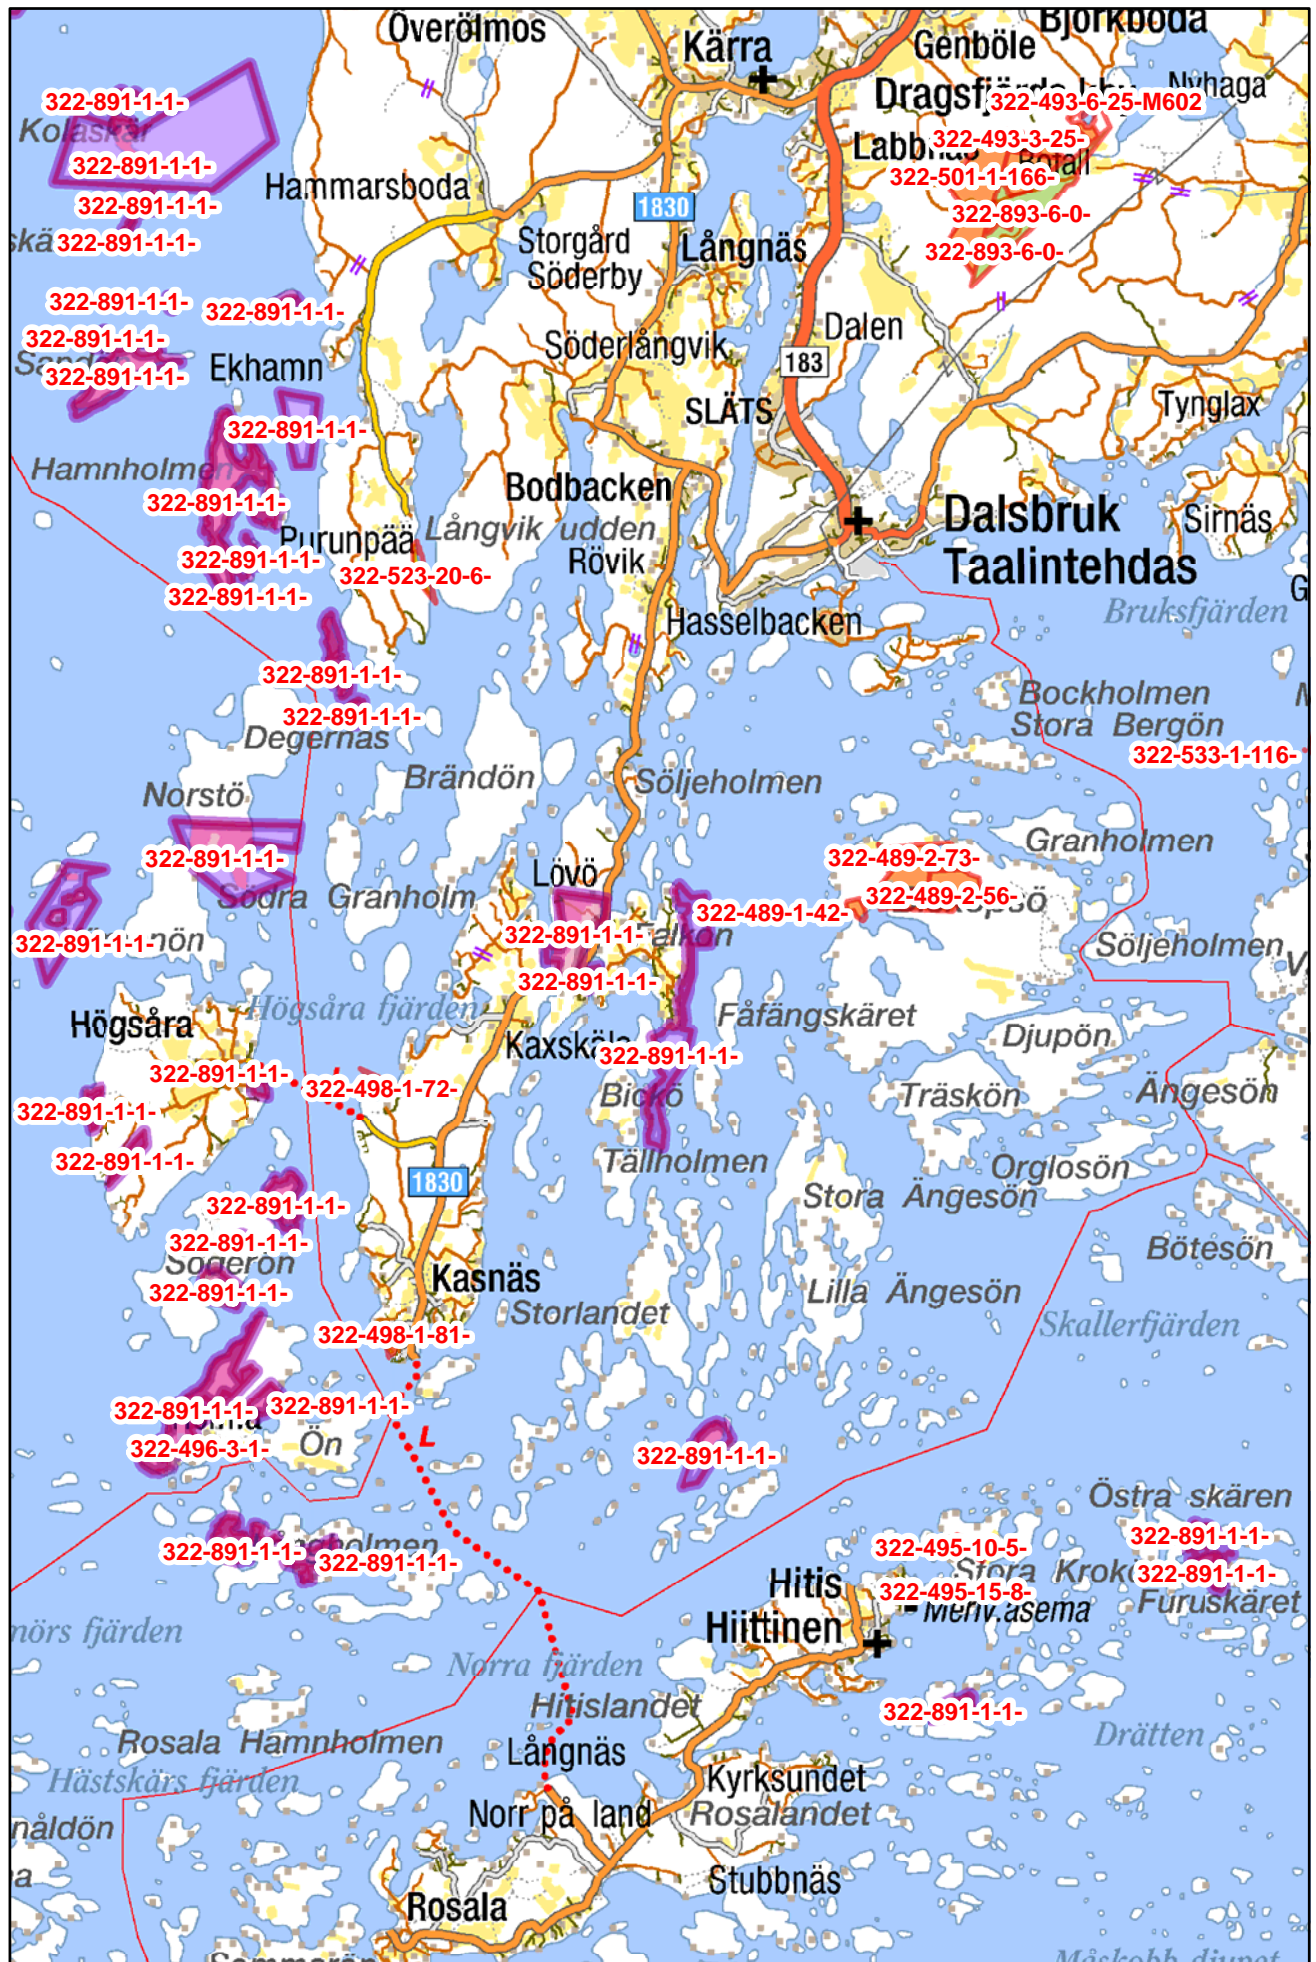 Överölmos
Kärra
Genböle
Björkboda
Nyhaga
322-891-1-1-
Dragsfjärds
322-493-6-25-M602
Kolaskär
Labbnäs
322-493-3-25-
322-891-1-1-
Hammarsboda
322-501-1-166-
322-891-1-1-
1830
322-893-6-0-
322-891-1-1-
Storgård
Långnäs
322-893-6-0-
Söderby
322-891-1-1-
322-891-1-1-
322-891-1-1-
Dalen
Söderlångvik
183
Ekhamn
322-891-1-1-
SLÄTS
Tynglax
322-891-1-1-
Hamnholmen
Bodbacken
322-891-1-1-
Dalsbruk
Sirnäs
Långvik udden
Purunpää
322-891-1-1-
Rövik
Taalintehdas
322-523-20-6-
322-891-1-1-
Hasselbacken
Bruksfjärden
322-891-1-1-
Bockholmen
322-891-1-1-
Stora Bergön
Degernäs
322-533-1-116-
Brändön
Söljeholmen
Norstö
Granholmen
322-891-1-1-
322-489-2-73-
Lövö
Södra Granholm
322-489-2-56-
322-489-1-42-
322-891-1-1-
Falkön
322-891-1-1-
Söljeholmen
322-891-1-1-
Högsåra fjärden
Högsåra
Fåfängskäret
Djupön
Kaxskäla
322-891-1-1-
322-891-1-1-
322-498-1-72-
Bickö
Träskön
Ängesön
322-891-1-1-
322-891-1-1-
Tällholmen
Orglosön
1830
Stora Ängesön
322-891-1-1-
322-891-1-1-
Bötesön
Sögerön
Kasnäs
322-891-1-1-
Lilla Ängesön
Storlandet
Skallerfjärden
322-498-1-81-
322-891-1-1-
322-891-1-1-
L
322-496-3-1-
Ön
322-891-1-1-
Östra skären
322-891-1-1-
322-495-10-5-
322-891-1-1-
322-891-1-1-
Stora Krok
322-891-1-1-
Hitis
322-495-15-8-
Furuskäret
Hiittinen
Meriv.asema
Norra fjärden
Hitislandet
322-891-1-1-
Drätten
Rosala Hamnholmen
Långnäs
Hästskärs fjärden
Kyrksundet
Norr på land
Rosalandet
Stubbnäs
Rosala